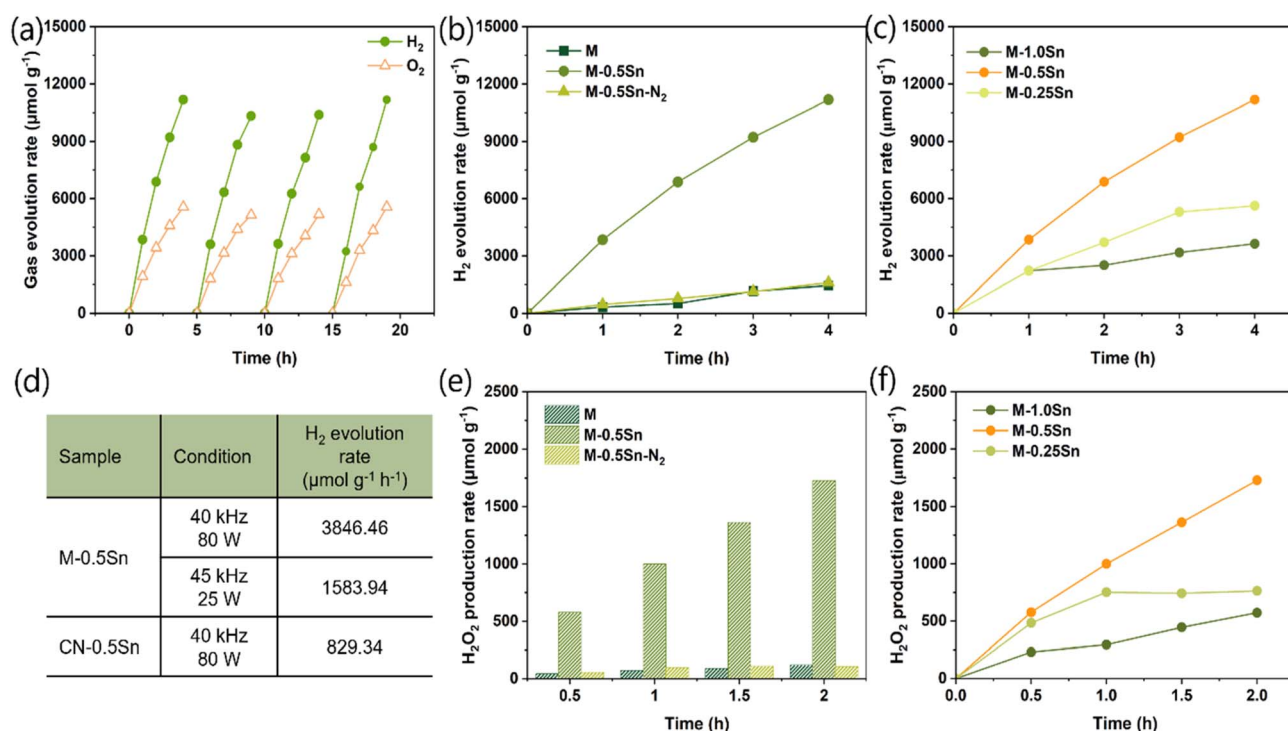 (a)
Gas evolution rate (μmol g⁻¹)
15000
12000
9000
6000
3000
0
H₂
O₂
0 5 10 15 20
Time (h)
(b)
H₂ evolution rate (μmol g⁻¹)
15000
12000
9000
6000
3000
0
M
M-0.5Sn
M-0.5Sn-N₂
0 1 2 3 4
Time (h)
(c)
H₂ evolution rate (μmol g⁻¹)
15000
12000
9000
6000
3000
0
M-1.0Sn
M-0.5Sn
M-0.25Sn
0 1 2 3 4
Time (h)
(d)
Sample
Condition
H₂ evolution
rate
(μmol g⁻¹ h⁻¹)
M-0.5Sn
40 kHz
80 W
3846.46
45 kHz
25 W
1583.94
CN-0.5Sn
40 kHz
80 W
829.34
(e)
H₂O₂ production rate (μmol g⁻¹)
2500
2000
1500
1000
500
0
M
M-0.5Sn
M-0.5Sn-N₂
0.5 1 1.5 2
Time (h)
(f)
H₂O₂ production rate (μmol g⁻¹)
2500
2000
1500
1000
500
0
M-1.0Sn
M-0.5Sn
M-0.25Sn
0.0 0.5 1.0 1.5 2.0
Time (h)